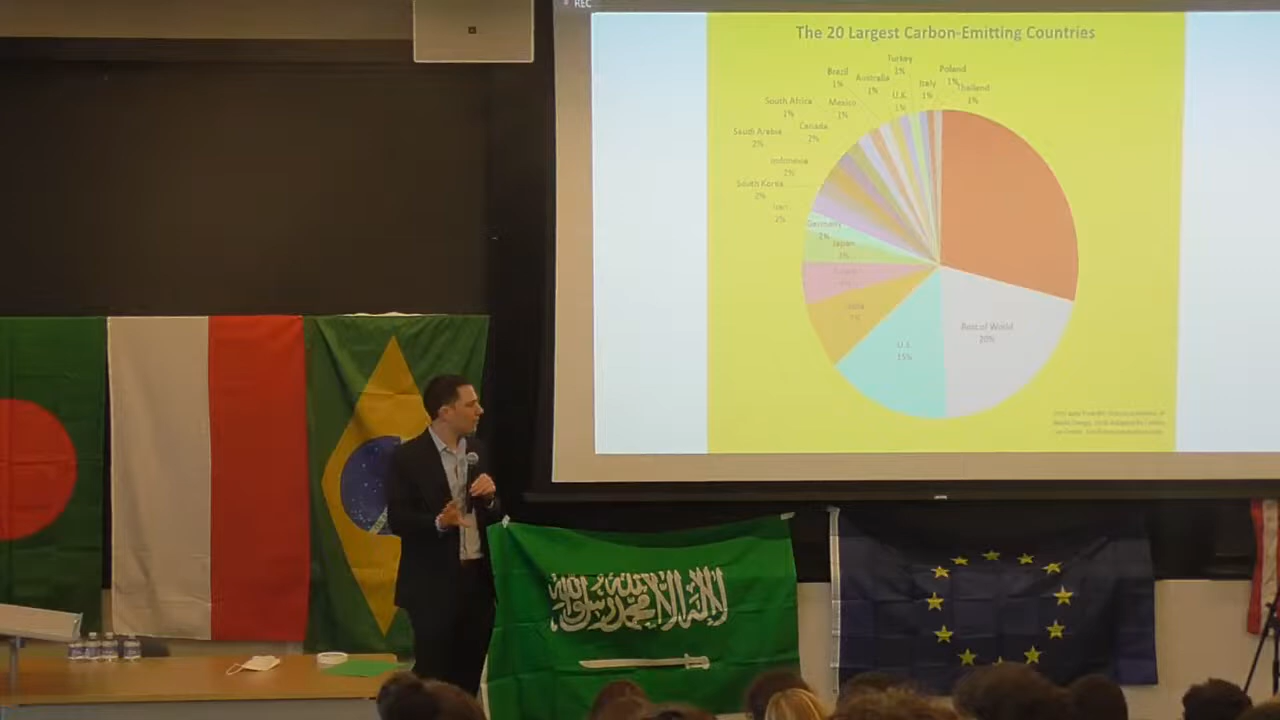 REC
The 20 Largest Carbon-Emitting Countries
Turkey
1%
Poland
1%
Brazil
1%
Australia
1%
Italy
1%
Thailand
1%
U.K.
1%
South Africa
1%
Mexico
1%
Canada
2%
Saudi Arabia
2%
Indonesia
2%
South Korea
2%
Iran
2%
Germany
2%
Japan
3%
India
7%
U.S.
15%
Rest of World
20%
لا إله إلا الله محمد رسول الله